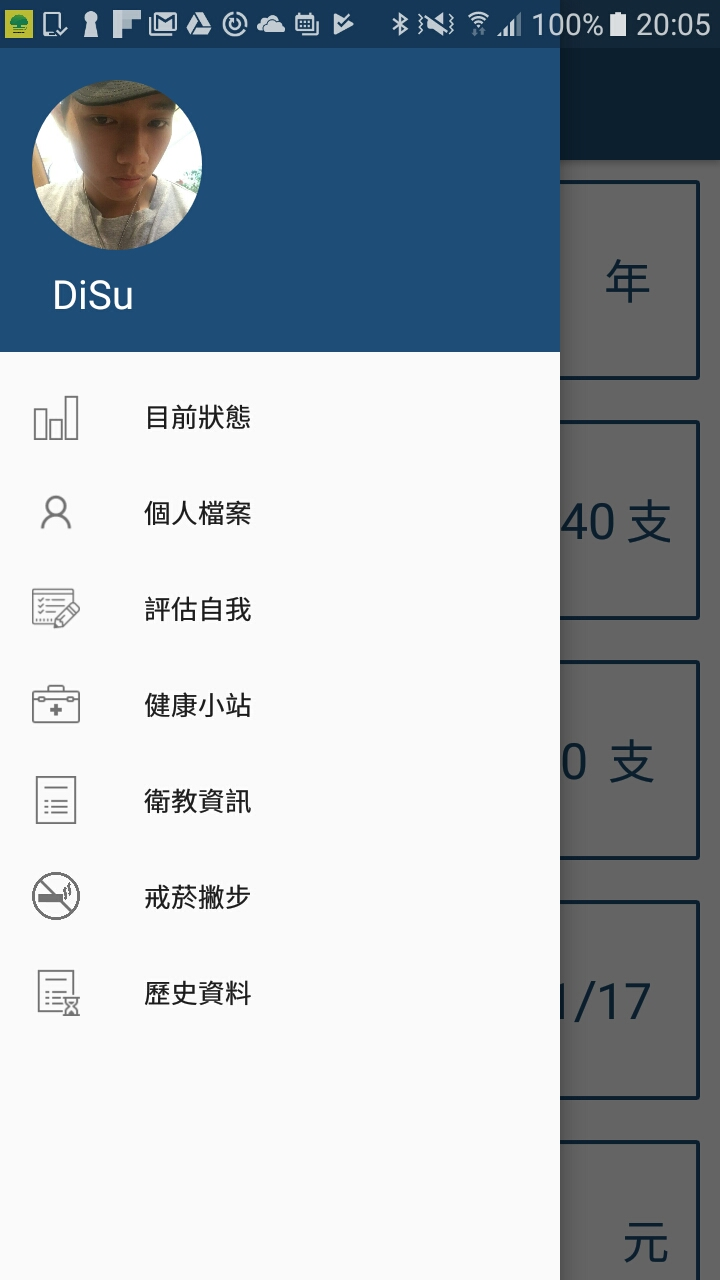 100% 20:05
DiSu
目前狀態
個人檔案
評估自我
健康小站
衛教資訊
戒菸撇步
歷史資料
年
40 支
0 支
1/17
元